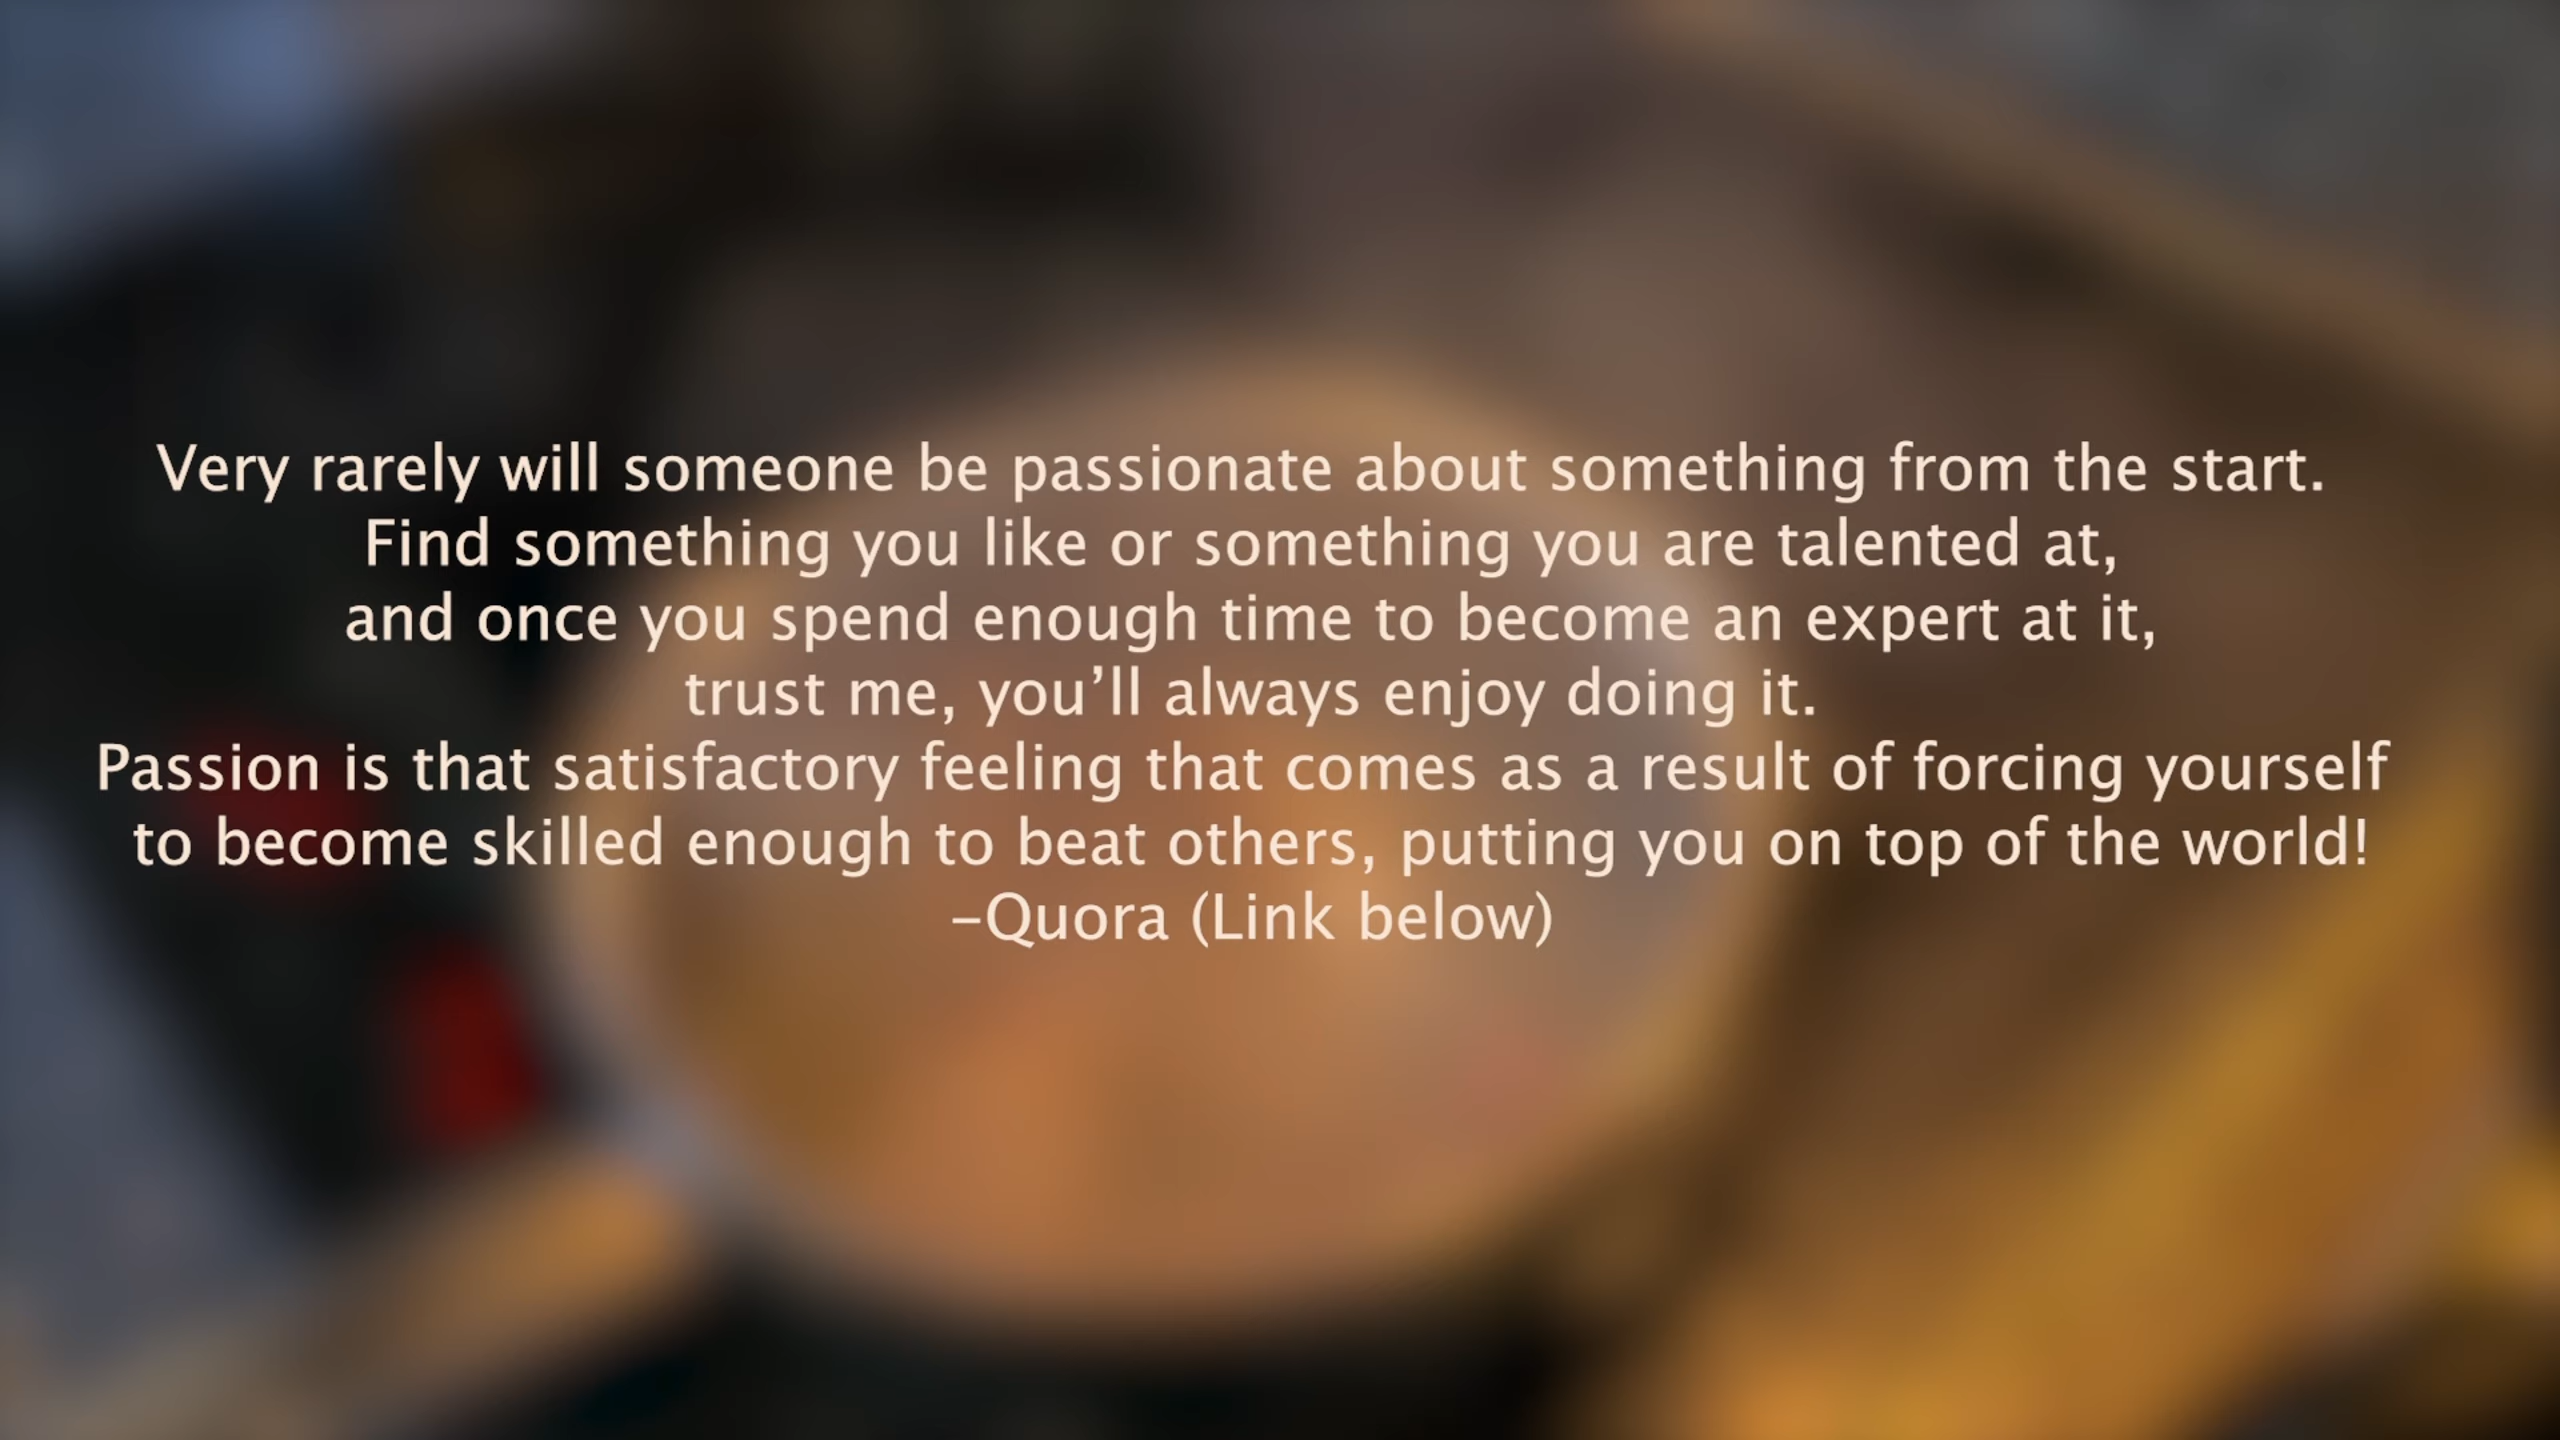 Very rarely will someone be passionate about something from the start.
Find something you like or something you are talented at,
and once you spend enough time to become an expert at it,
trust me, you’ll always enjoy doing it.
Passion is that satisfactory feeling that comes as a result of forcing yourself
to become skilled enough to beat others, putting you on top of the world!
–Quora (Link below)